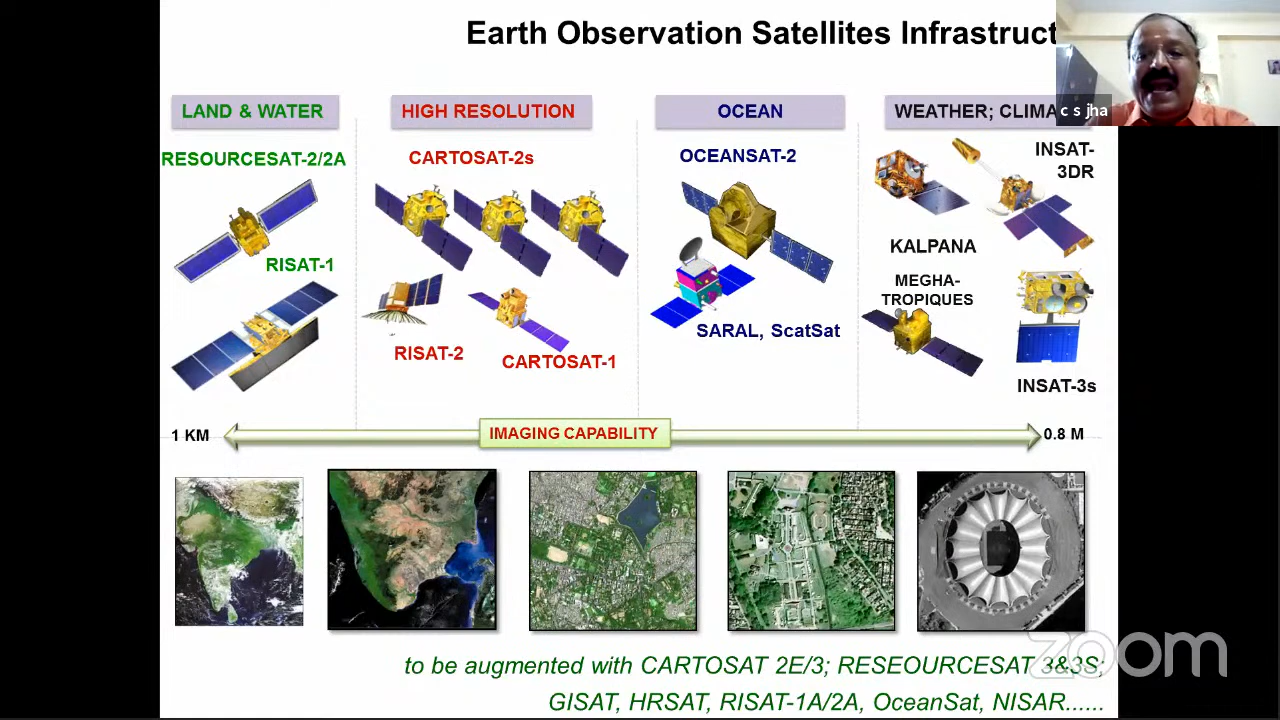 Earth Observation Satellites Infrastruct
c s jha
LAND & WATER
HIGH RESOLUTION
OCEAN
WEATHER; CLIMA
RESOURCESAT-2/2A
CARTOSAT-2s
OCEANSAT-2
INSAT-
3DR
RISAT-1
KALPANA
MEGHA-
TROPIQUES
SARAL, ScatSat
RISAT-2
CARTOSAT-1
INSAT-3s
1 KM
IMAGING CAPABILITY
0.8 M
to be augmented with CARTOSAT 2E/3; RESEOURCESAT 3&3S;
GISAT, HRSAT, RISAT-1A/2A, OceanSat, NISAR......
zoom